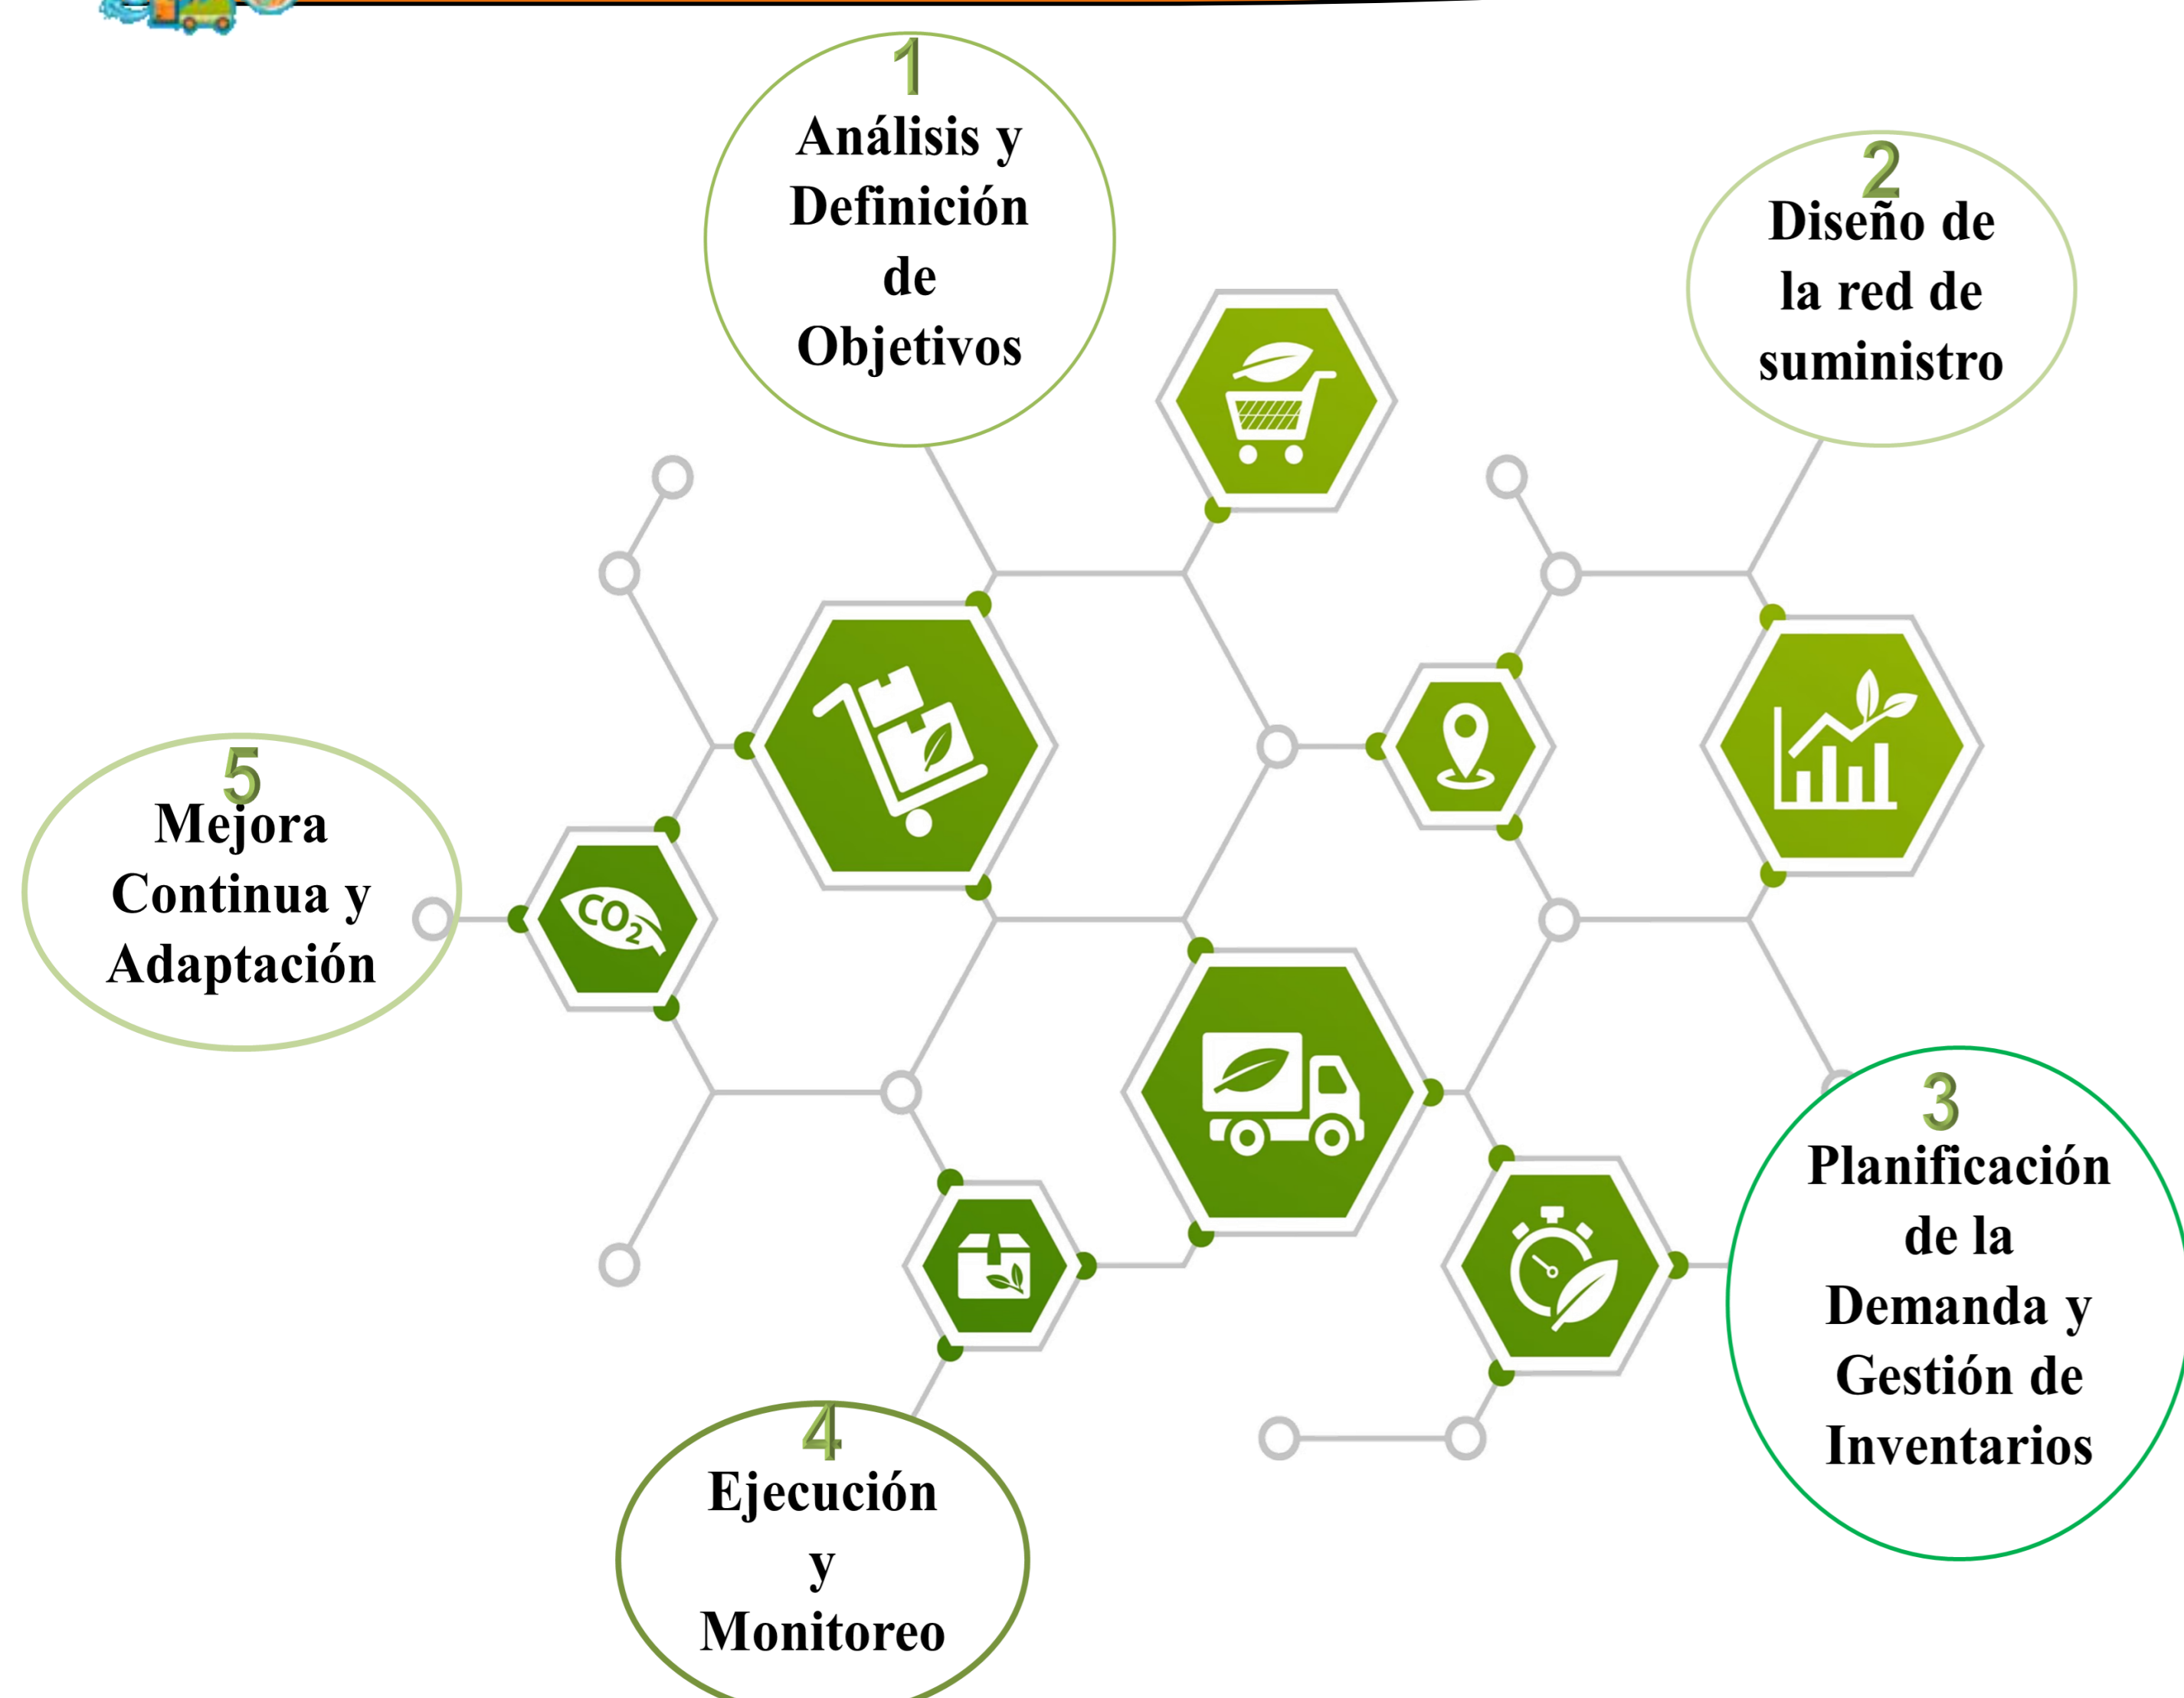 1
Análisis y
Definición
de
Objetivos
2
Diseño de
la red de
suministro
3
Planificación
de la
Demanda y
Gestión de
Inventarios
4
Ejecución
y
Monitoreo
5
Mejora
Continua y
Adaptación
CO2